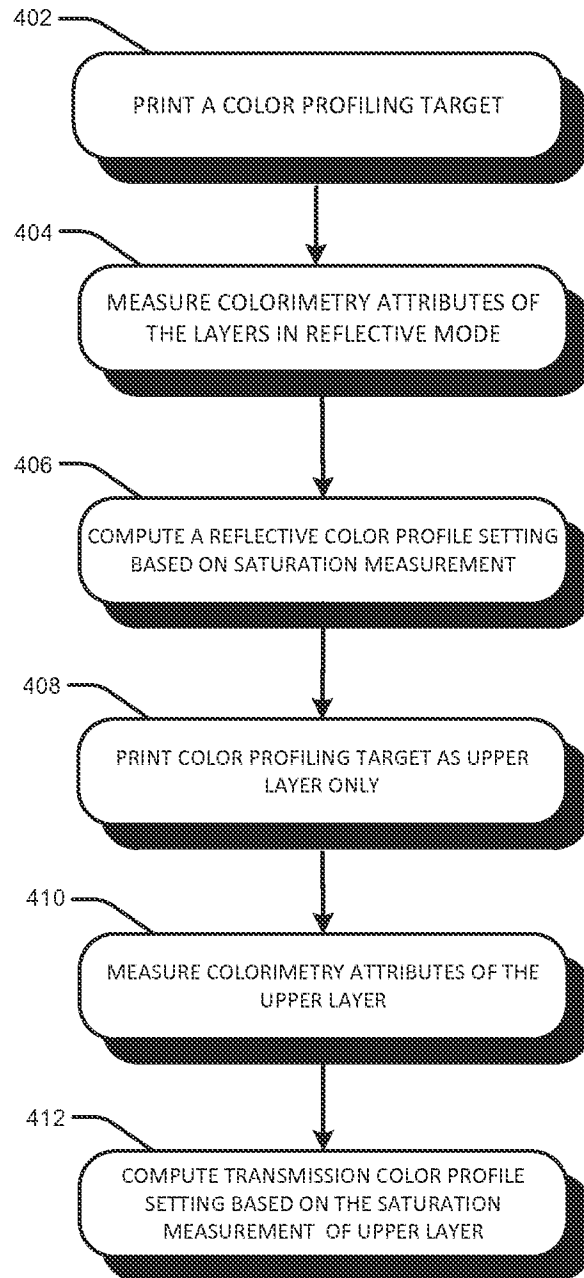 402
PRINT A COLOR PROFILING TARGET
404
MEASURE COLORIMETRY ATTRIBUTES OF
THE LAYERS IN REFLECTIVE MODE
406
COMPUTE A REFLECTIVE COLOR PROFILE SETTING
BASED ON SATURATION MEASUREMENT
408
PRINT COLOR PROFILING TARGET AS UPPER
LAYER ONLY
410
MEASURE COLORIMETRY ATTRIBUTES OF THE
UPPER LAYER
412
COMPUTE TRANSMISSION COLOR PROFILE
SETTING BASED ON THE SATURATION
MEASUREMENT OF UPPER LAYER